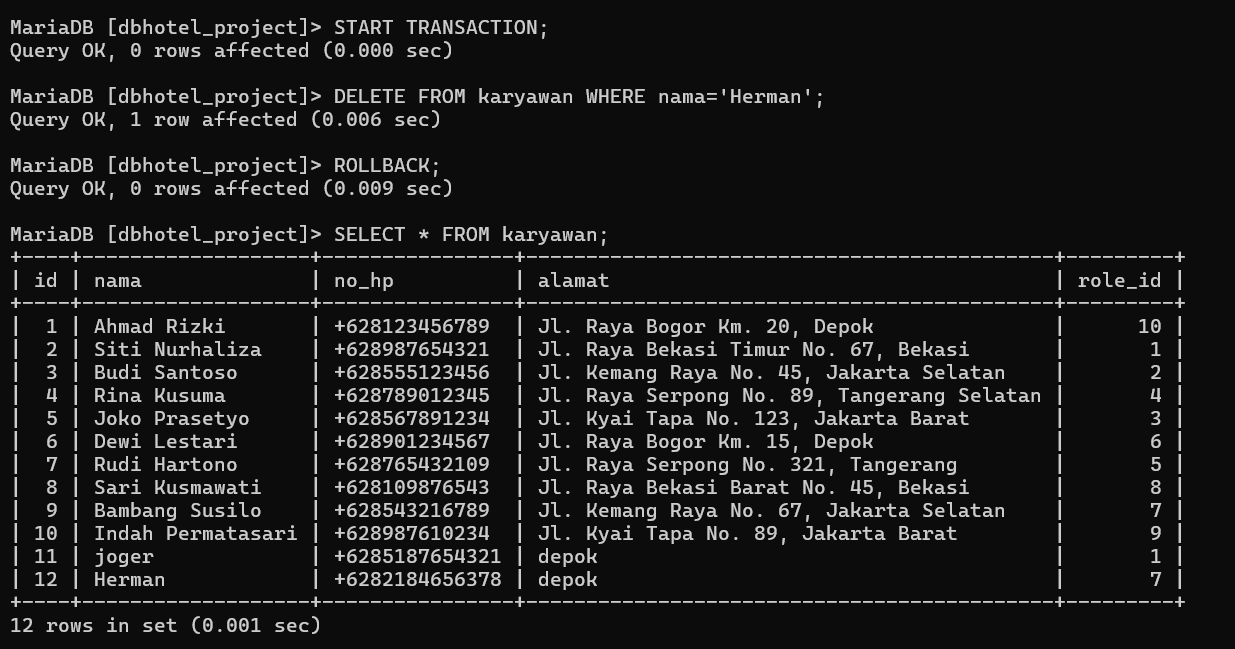 MariaDB [dbhotel_project]> START TRANSACTION;
Query OK, 0 rows affected (0.000 sec)
MariaDB [dbhotel_project]> DELETE FROM karyawan WHERE nama='Herman';
Query OK, 1 row affected (0.006 sec)
MariaDB [dbhotel_project]> ROLLBACK;
Query OK, 0 rows affected (0.009 sec)
MariaDB [dbhotel_project]> SELECT * FROM karyawan;
+----+-------------------+----------------+--------------------------------------------+---------+
| id | nama              | no_hp          | alamat                                     | role_id |
+----+-------------------+----------------+--------------------------------------------+---------+
|  1 | Ahmad Rizki       | +628123456789  | Jl. Raya Bogor Km. 20, Depok               |      10 |
|  2 | Siti Nurhaliza    | +628987654321  | Jl. Raya Bekasi Timur No. 67, Bekasi       |       1 |
|  3 | Budi Santoso      | +628555123456  | Jl. Kemang Raya No. 45, Jakarta Selatan    |       2 |
|  4 | Rina Kusuma       | +628789012345  | Jl. Raya Serpong No. 89, Tangerang Selatan |       4 |
|  5 | Joko Prasetyo     | +628567891234  | Jl. Kyai Tapa No. 123, Jakarta Barat       |       3 |
|  6 | Dewi Lestari      | +628901234567  | Jl. Raya Bogor Km. 15, Depok               |       6 |
|  7 | Rudi Hartono      | +628765432109  | Jl. Raya Serpong No. 321, Tangerang        |       5 |
|  8 | Sari Kusmawati    | +628109876543  | Jl. Raya Bekasi Barat No. 45, Bekasi       |       8 |
|  9 | Bambang Susilo    | +628543216789  | Jl. Kemang Raya No. 67, Jakarta Selatan    |       7 |
| 10 | Indah Permatasari | +628987610234  | Jl. Kyai Tapa No. 89, Jakarta Barat        |       9 |
| 11 | joger             | +6285187654321 | depok                                      |       1 |
| 12 | Herman            | +6282184656378 | depok                                      |       7 |
+----+-------------------+----------------+--------------------------------------------+---------+
12 rows in set (0.001 sec)